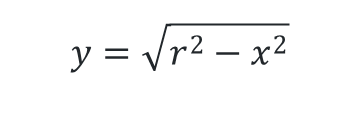 y = √(r² − x²)